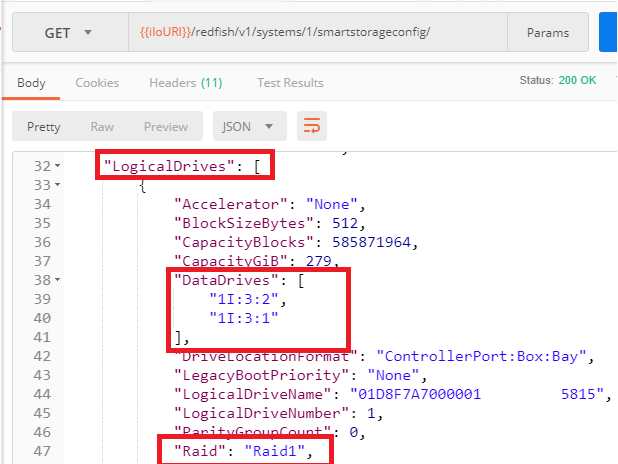 GET {{iloURI}}/redfish/v1/systems/1/smartstorageconfig/ Params
Body Cookies Headers (11) Test Results Status: 200 OK
Pretty Raw Preview JSON
32 "LogicalDrives": [
33 {
34 "Accelerator": "None",
35 "BlockSizeBytes": 512,
36 "CapacityBlocks": 585871964,
37 "CapacityGiB": 279,
38 "DataDrives": [
39 "1I:3:2",
40 "1I:3:1"
41 ],
42 "DriveLocationFormat": "ControllerPort:Box:Bay",
43 "LegacyBootPriority": "None",
44 "LogicalDriveName": "01D8F7A7000001 5815",
45 "LogicalDriveNumber": 1,
46 "ParityGroupCount": 0,
47 "Raid": "Raid1",